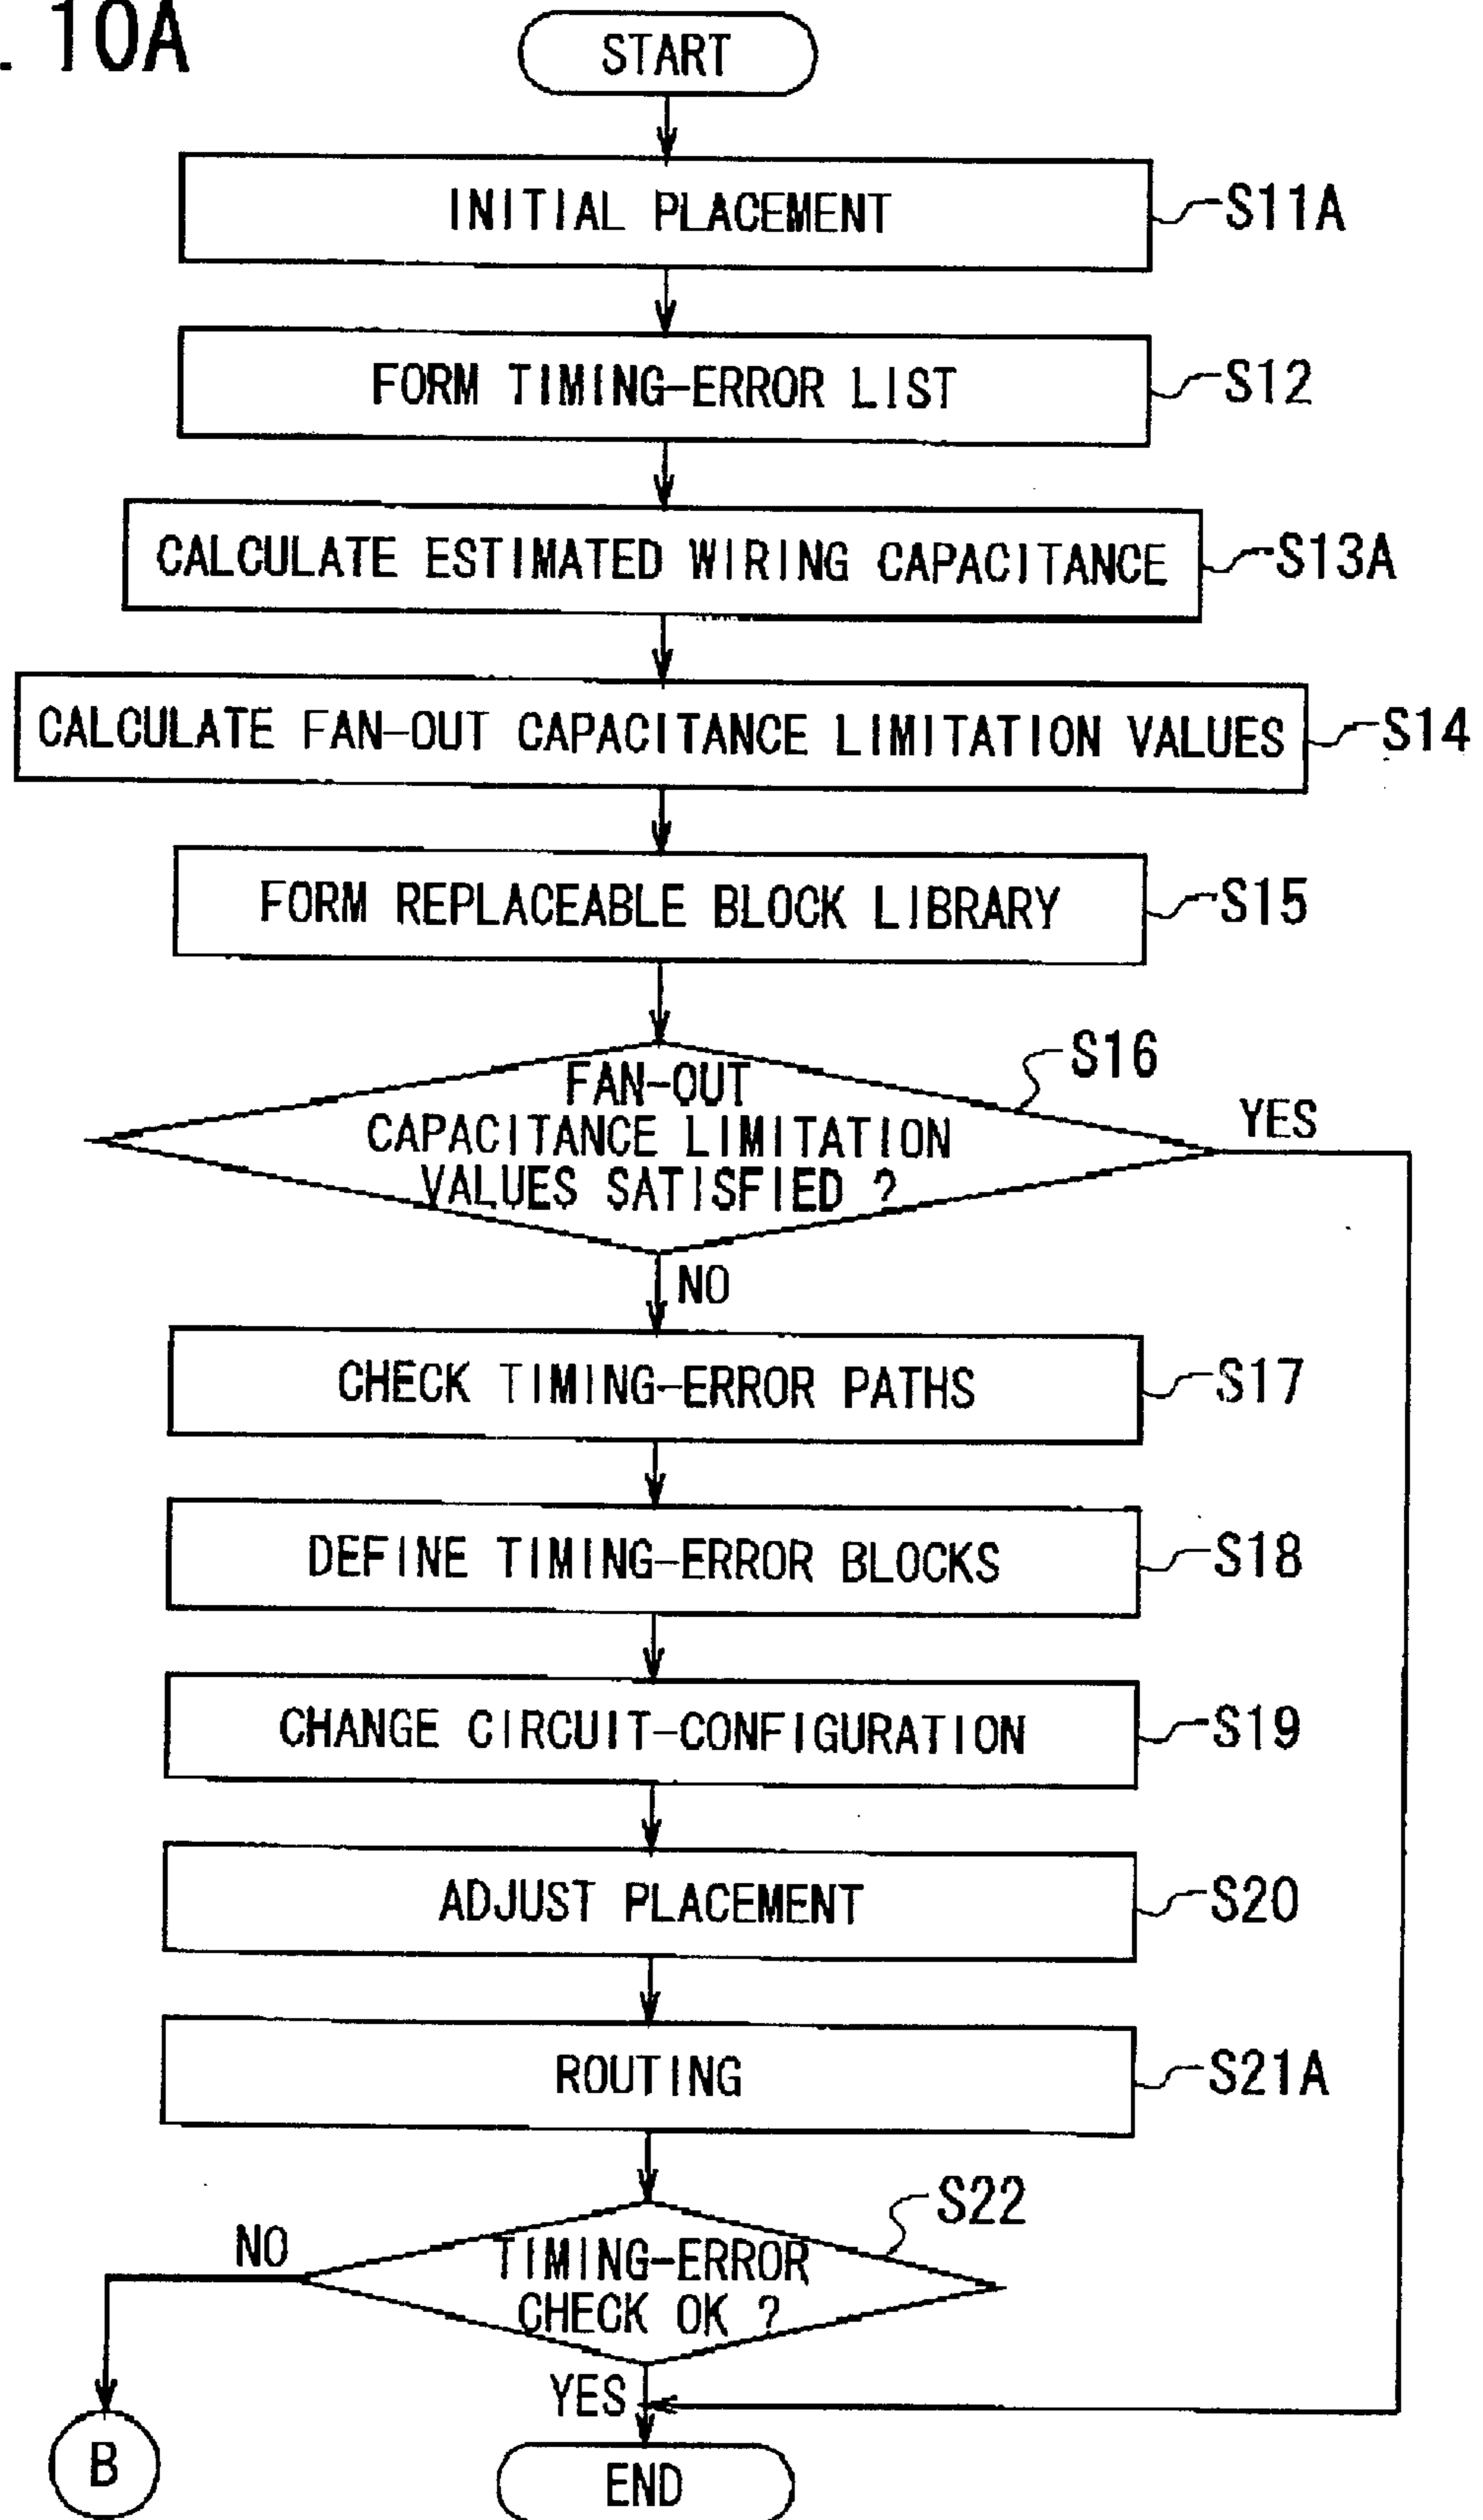 . 10A
START
INITIAL PLACEMENT
S11A
FORM TIMING-ERROR LIST
S12
CALCULATE ESTIMATED WIRING CAPACITANCE
S13A
CALCULATE FAN-OUT CAPACITANCE LIMITATION VALUES
S14
FORM REPLACEABLE BLOCK LIBRARY
S15
S16
FAN-OUT
CAPACITANCE LIMITATION
VALUES SATISFIED ?
YES
NO
CHECK TIMING-ERROR PATHS
S17
DEFINE TIMING-ERROR BLOCKS
S18
CHANGE CIRCUIT-CONFIGURATION
S19
ADJUST PLACEMENT
S20
ROUTING
S21A
S22
NO
TIMING-ERROR
CHECK OK ?
YES
B
END